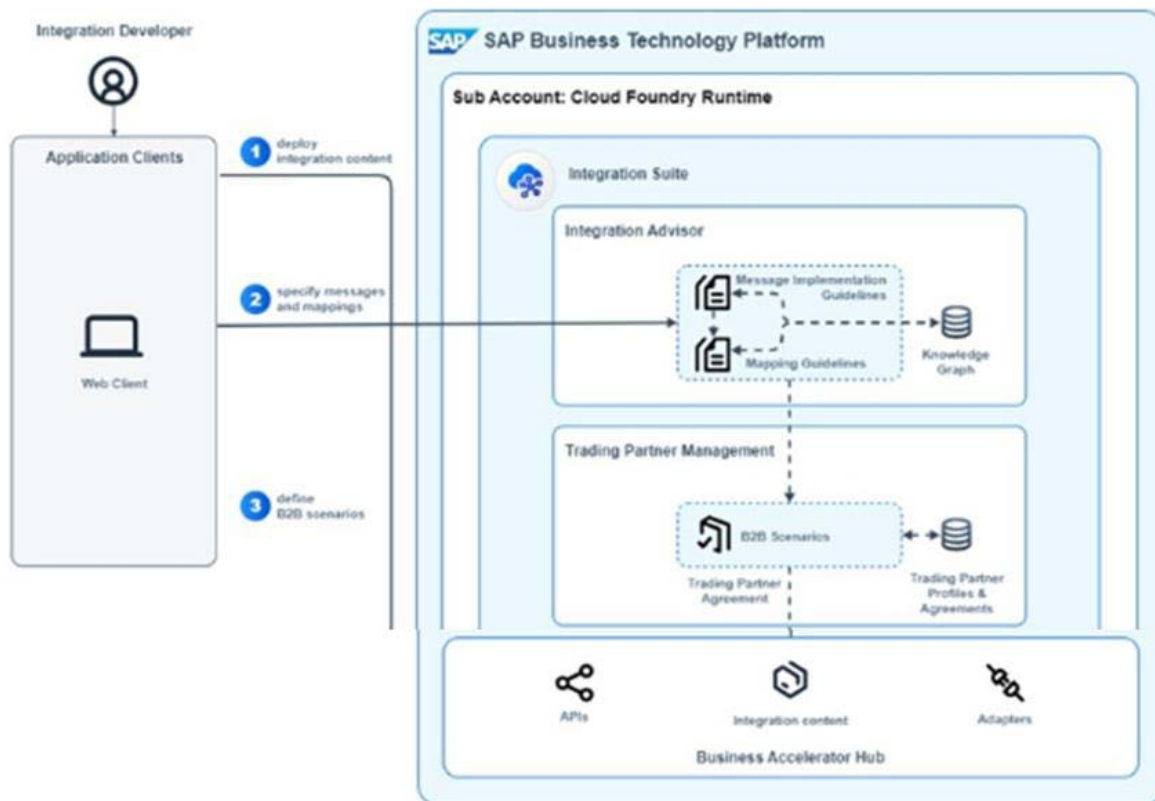 Integration Developer
SAP SAP Business Technology Platform
Sub Account: Cloud Foundry Runtime
Application Clients
1 deploy
integration content
Integration Suite
Integration Advisor
Message Implementation
Guidelines
2 specify messages
and mappings
Mapping Guidelines
Knowledge
Graph
Web Client
Trading Partner Management
3 define
B2B scenarios
B2B Scenarios
Trading Partner
Agreement
Trading Partner
Profiles &
Agreements
APIs
Integration content
Adapters
Business Accelerator Hub